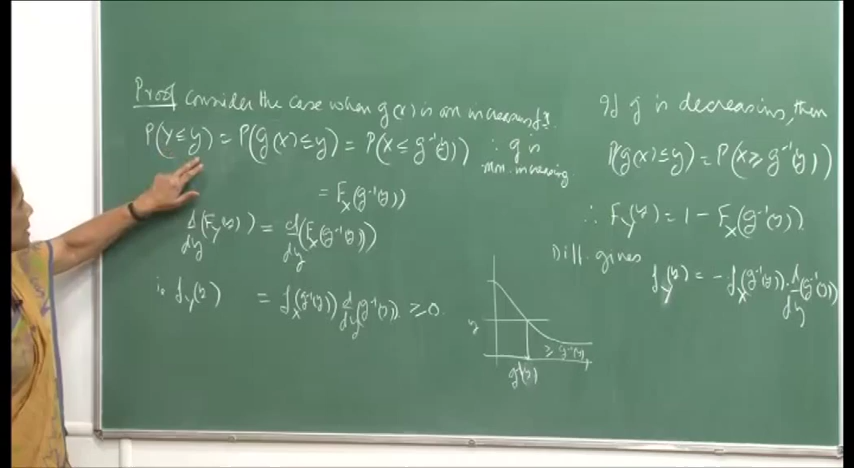 Proof Consider the case when g(x) is an increasing f?.
P(Y ≤ y) = P(g(X) ≤ y) = P(X ≤ g⁻¹(y)) ∵ g is
mon. increasing
= F_X(g⁻¹(y))
d/dy (F_Y(y)) = d/dy (F_X(g⁻¹(y)))
i.e. f_Y(y) = f_X(g⁻¹(y)) d/dy (g⁻¹(y)) ≥ 0
If g is decreasing, then
P(g(X) ≤ y) = P(X ≥ g⁻¹(y))
∴ F_Y(y) = 1 - F_X(g⁻¹(y))
Diff. gives
f_Y(y) = - f_X(g⁻¹(y)) . d/dy (g⁻¹(y))
y
≥ g⁻¹(y)
g⁻¹(y)